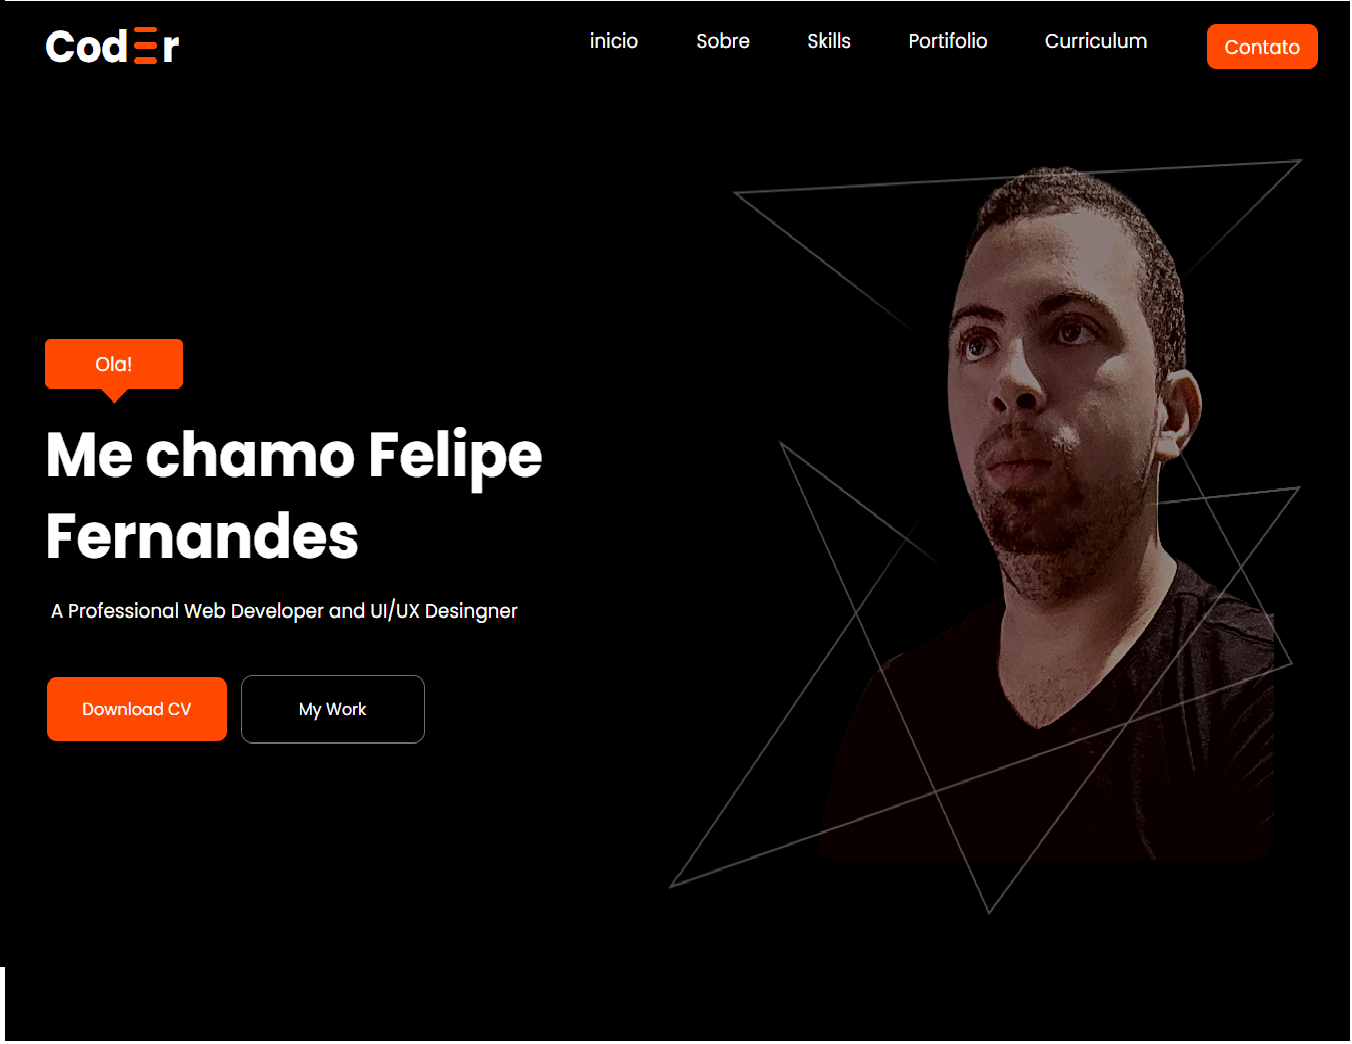 CodEr
inicio Sobre Skills Portifolio Curriculum Contato
Ola!
Me chamo Felipe
Fernandes
A Professional Web Developer and UI/UX Desingner
Download CV My Work